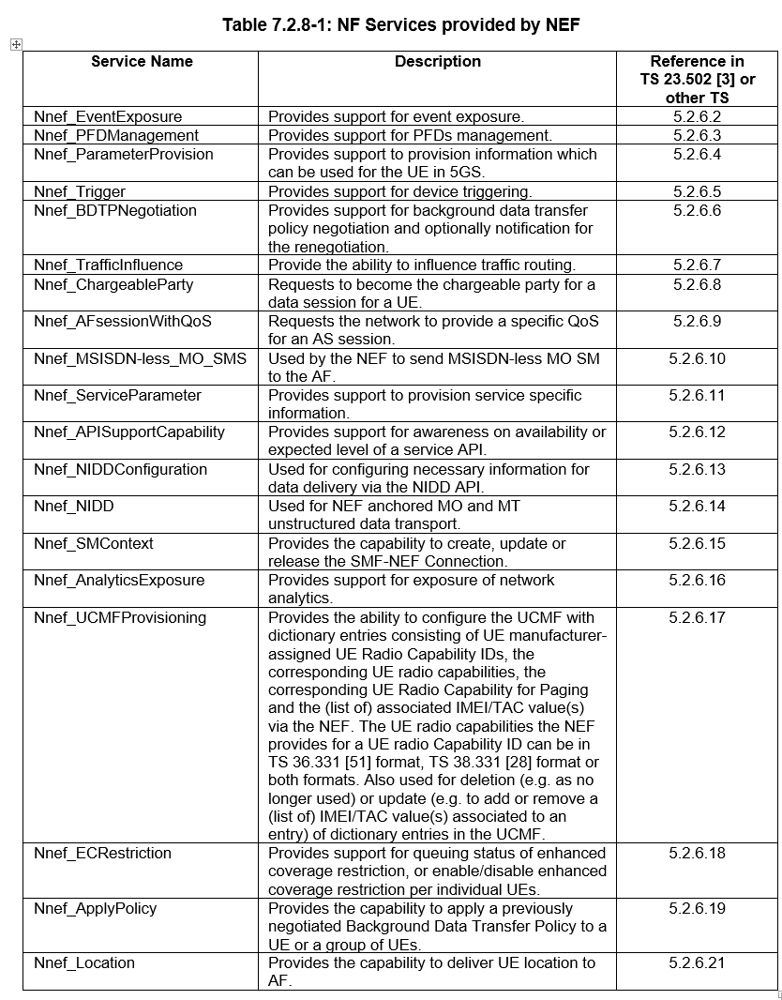 Table 7.2.8-1: NF Services provided by NEF
Service Name
Description
Reference in
TS 23.502 [3] or
other TS
Nnef_EventExposure
Provides support for event exposure.
5.2.6.2
Nnef_PFDManagement
Provides support for PFDs management.
5.2.6.3
Nnef_ParameterProvision
Provides support to provision information which
can be used for the UE in 5GS.
5.2.6.4
Nnef_Trigger
Provides support for device triggering.
5.2.6.5
Nnef_BDTPNegotiation
Provides support for background data transfer
policy negotiation and optionally notification for
the renegotiation.
5.2.6.6
Nnef_TrafficInfluence
Provide the ability to influence traffic routing.
5.2.6.7
Nnef_ChargeableParty
Requests to become the chargeable party for a
data session for a UE.
5.2.6.8
Nnef_AFsessionWithQoS
Requests the network to provide a specific QoS
for an AS session.
5.2.6.9
Nnef_MSISDN-less_MO_SMS
Used by the NEF to send MSISDN-less MO SM
to the AF.
5.2.6.10
Nnef_ServiceParameter
Provides support to provision service specific
information.
5.2.6.11
Nnef_APISupportCapability
Provides support for awareness on availability or
expected level of a service API.
5.2.6.12
Nnef_NIDDConfiguration
Used for configuring necessary information for
data delivery via the NIDD API.
5.2.6.13
Nnef_NIDD
Used for NEF anchored MO and MT
unstructured data transport.
5.2.6.14
Nnef_SMContext
Provides the capability to create, update or
release the SMF-NEF Connection.
5.2.6.15
Nnef_AnalyticsExposure
Provides support for exposure of network
analytics.
5.2.6.16
Nnef_UCMFProvisioning
Provides the ability to configure the UCMF with
dictionary entries consisting of UE manufacturer-
assigned UE Radio Capability IDs, the
corresponding UE radio capabilities, the
corresponding UE Radio Capability for Paging
and the (list of) associated IMEI/TAC value(s)
via the NEF. The UE radio capabilities the NEF
provides for a UE radio Capability ID can be in
TS 36.331 [51] format, TS 38.331 [28] format or
both formats. Also used for deletion (e.g. as no
longer used) or update (e.g. to add or remove a
(list of) IMEI/TAC value(s) associated to an
entry) of dictionary entries in the UCMF.
5.2.6.17
Nnef_ECRestriction
Provides support for queuing status of enhanced
coverage restriction, or enable/disable enhanced
coverage restriction per individual UEs.
5.2.6.18
Nnef_ApplyPolicy
Provides the capability to apply a previously
negotiated Background Data Transfer Policy to a
UE or a group of UEs.
5.2.6.19
Nnef_Location
Provides the capability to deliver UE location to
AF.
5.2.6.21